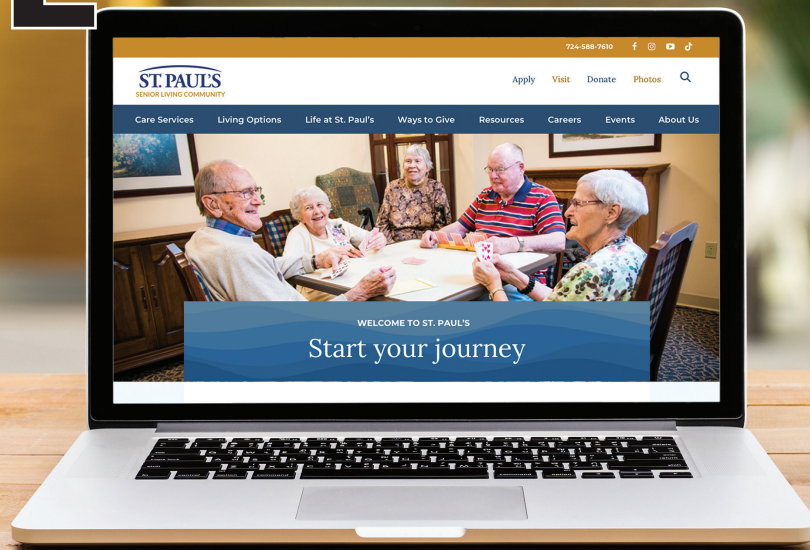 724-588-7610
ST. PAUL'S
SENIOR LIVING COMMUNITY
Apply Visit Donate Photos
Care Services Living Options Life at St. Paul's Ways to Give Resources Careers Events About Us
WELCOME TO ST. PAUL'S
Start your journey